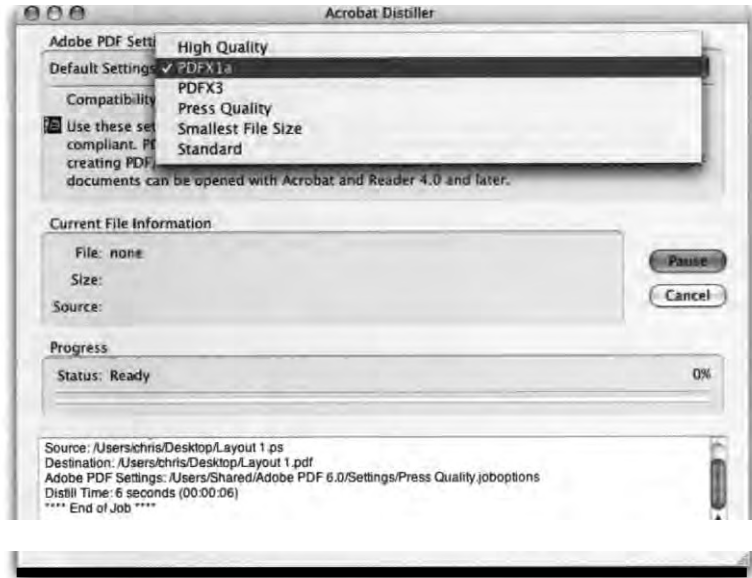 Acrobat Distiller
Adobe PDF Setti
Default Settings
High Quality
✓ PDFX1a
PDFX3
Press Quality
Smallest File Size
Standard
Compatibility
Use these set
compliant. PD
creating PDF/
documents can be opened with Acrobat and Reader 4.0 and later.
Current File Information
File: none
Size:
Source:
Pause
Cancel
Progress
Status: Ready 0%
Source: /Users/chris/Desktop/Layout 1.ps
Destination: /Users/chris/Desktop/Layout 1.pdf
Adobe PDF Settings: /Users/Shared/Adobe PDF 6.0/Settings/Press Quality.joboptions
Distill Time: 6 seconds (00:00:06)
**** End of Job ****